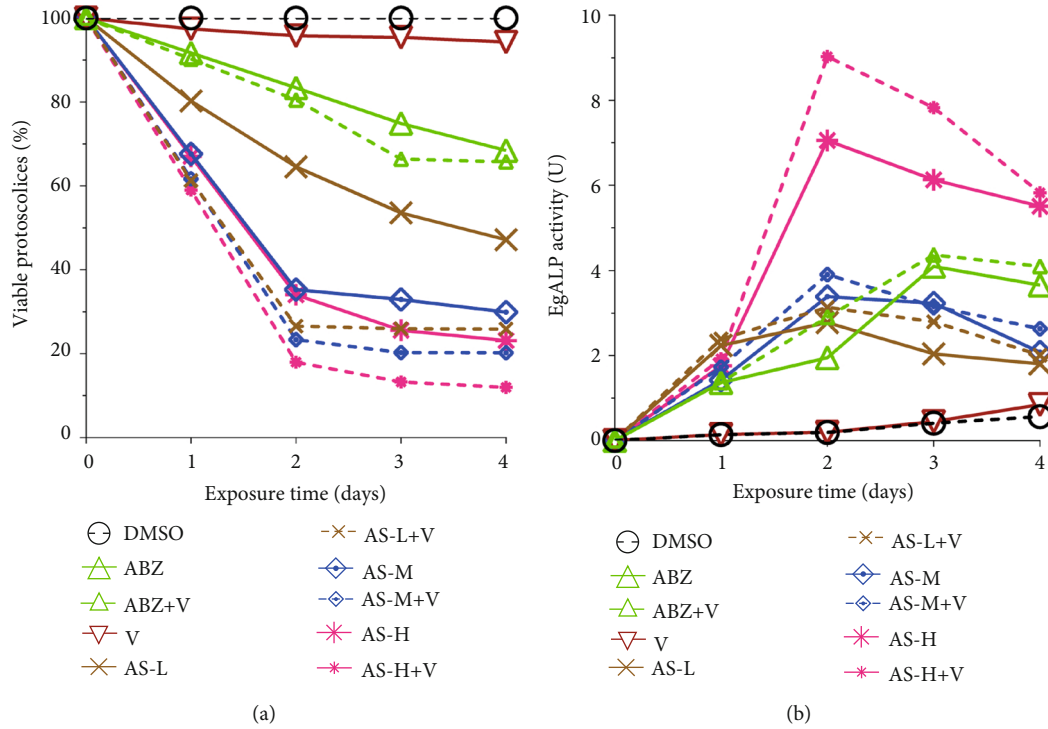 Viable protoscolices (%)
100
80
60
40
20
0
0 1 2 3 4
Exposure time (days)
DMSO
ABZ
ABZ+V
V
AS-L
AS-L+V
AS-M
AS-M+V
AS-H
AS-H+V
(a)
EgALP activity (U)
10
8
6
4
2
0
0 1 2 3 4
Exposure time (days)
DMSO
ABZ
ABZ+V
V
AS-L
AS-L+V
AS-M
AS-M+V
AS-H
AS-H+V
(b)